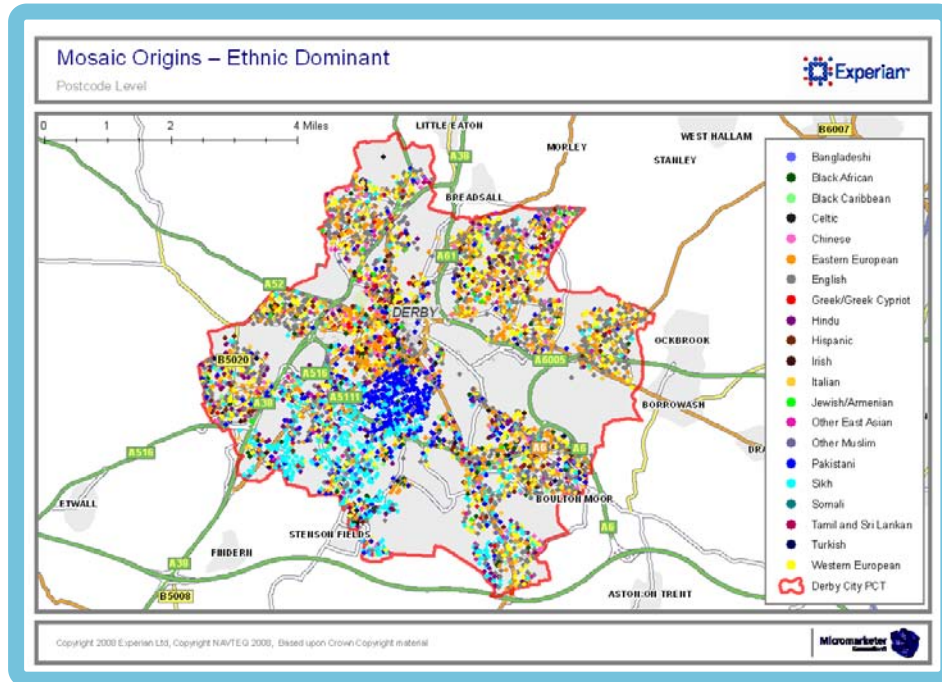 Mosaic Origins – Ethnic Dominant
Postcode Level
Experian
0 1 2 4 Miles
LITTLE EATON
WEST HALLAM
B6007
MORLEY
STANLEY
A38
BREADSALL
A61
A52
DERBY
OCKBROOK
B5020
A516
A6005
A38
A5111
BORROWASH
A516
A6
A6
BOULTON MOOR
ETWALL
STENSON FIELDS
A6
FINDERN
A38
B5008
ASTON ON TRENT
Bangladeshi
Black African
Black Caribbean
Celtic
Chinese
Eastern European
English
Greek/Greek Cypriot
Hindu
Hispanic
Irish
Italian
Jewish/Armenian
Other East Asian
Other Muslim
Pakistani
Sikh
Somali
Tamil and Sri Lankan
Turkish
Western European
Derby City PCT
Copyright 2008 Experian Ltd, Copyright NAVTEQ 2008, Based upon Crown Copyright material
Micromarketer